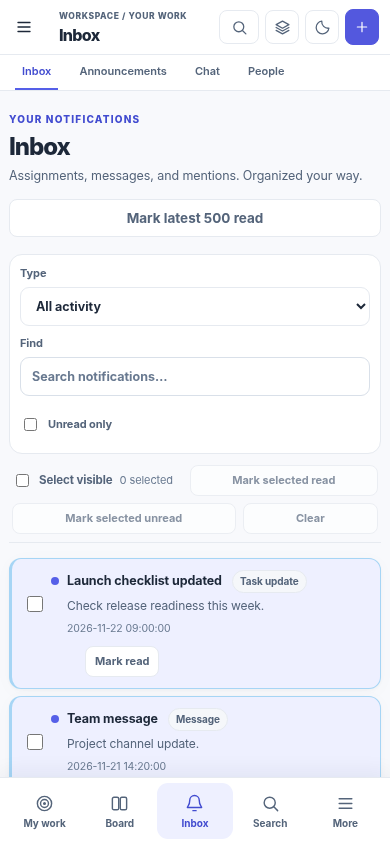 WORKSPACE / YOUR WORK
Inbox
Inbox Announcements Chat People
YOUR NOTIFICATIONS
Inbox
Assignments, messages, and mentions. Organized your way.
Mark latest 500 read
Type
All activity
Find
Search notifications...
Unread only
Select visible 0 selected Mark selected read
Mark selected unread Clear
Launch checklist updated Task update
Check release readiness this week.
2026-11-22 09:00:00
Mark read
Team message Message
Project channel update.
2026-11-21 14:20:00
My work Board Inbox Search More